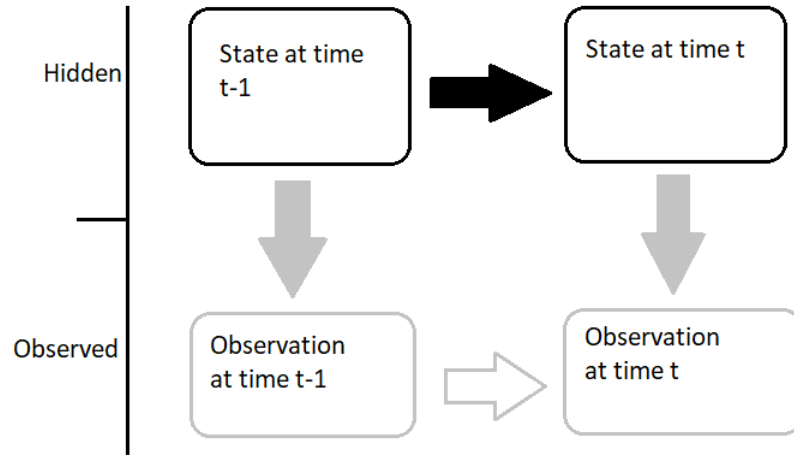 Hidden
State at time
t-1
State at time t
Observed
Observation
at time t-1
Observation
at time t